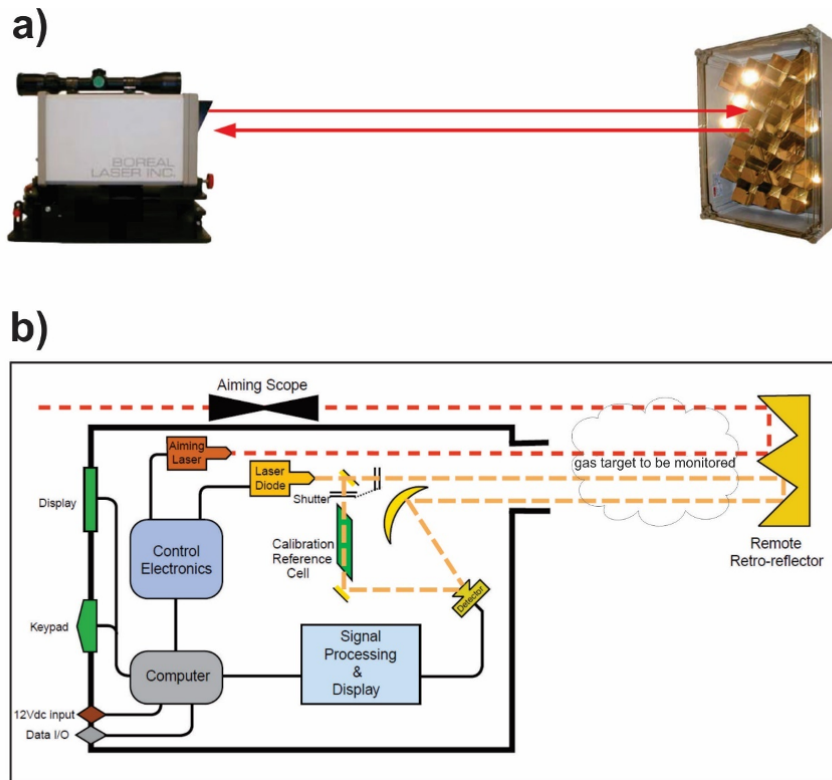 a)
BOREAL
LASER INC.
b)
Aiming Scope
Aiming
Laser
gas target to be monitored
Laser
Diode
Display
Shutter
Control
Electronics
Calibration
Reference
Cell
Remote
Retro-reflector
Detector
Keypad
Signal
Processing
&
Display
Computer
12Vdc Input
Data I/O